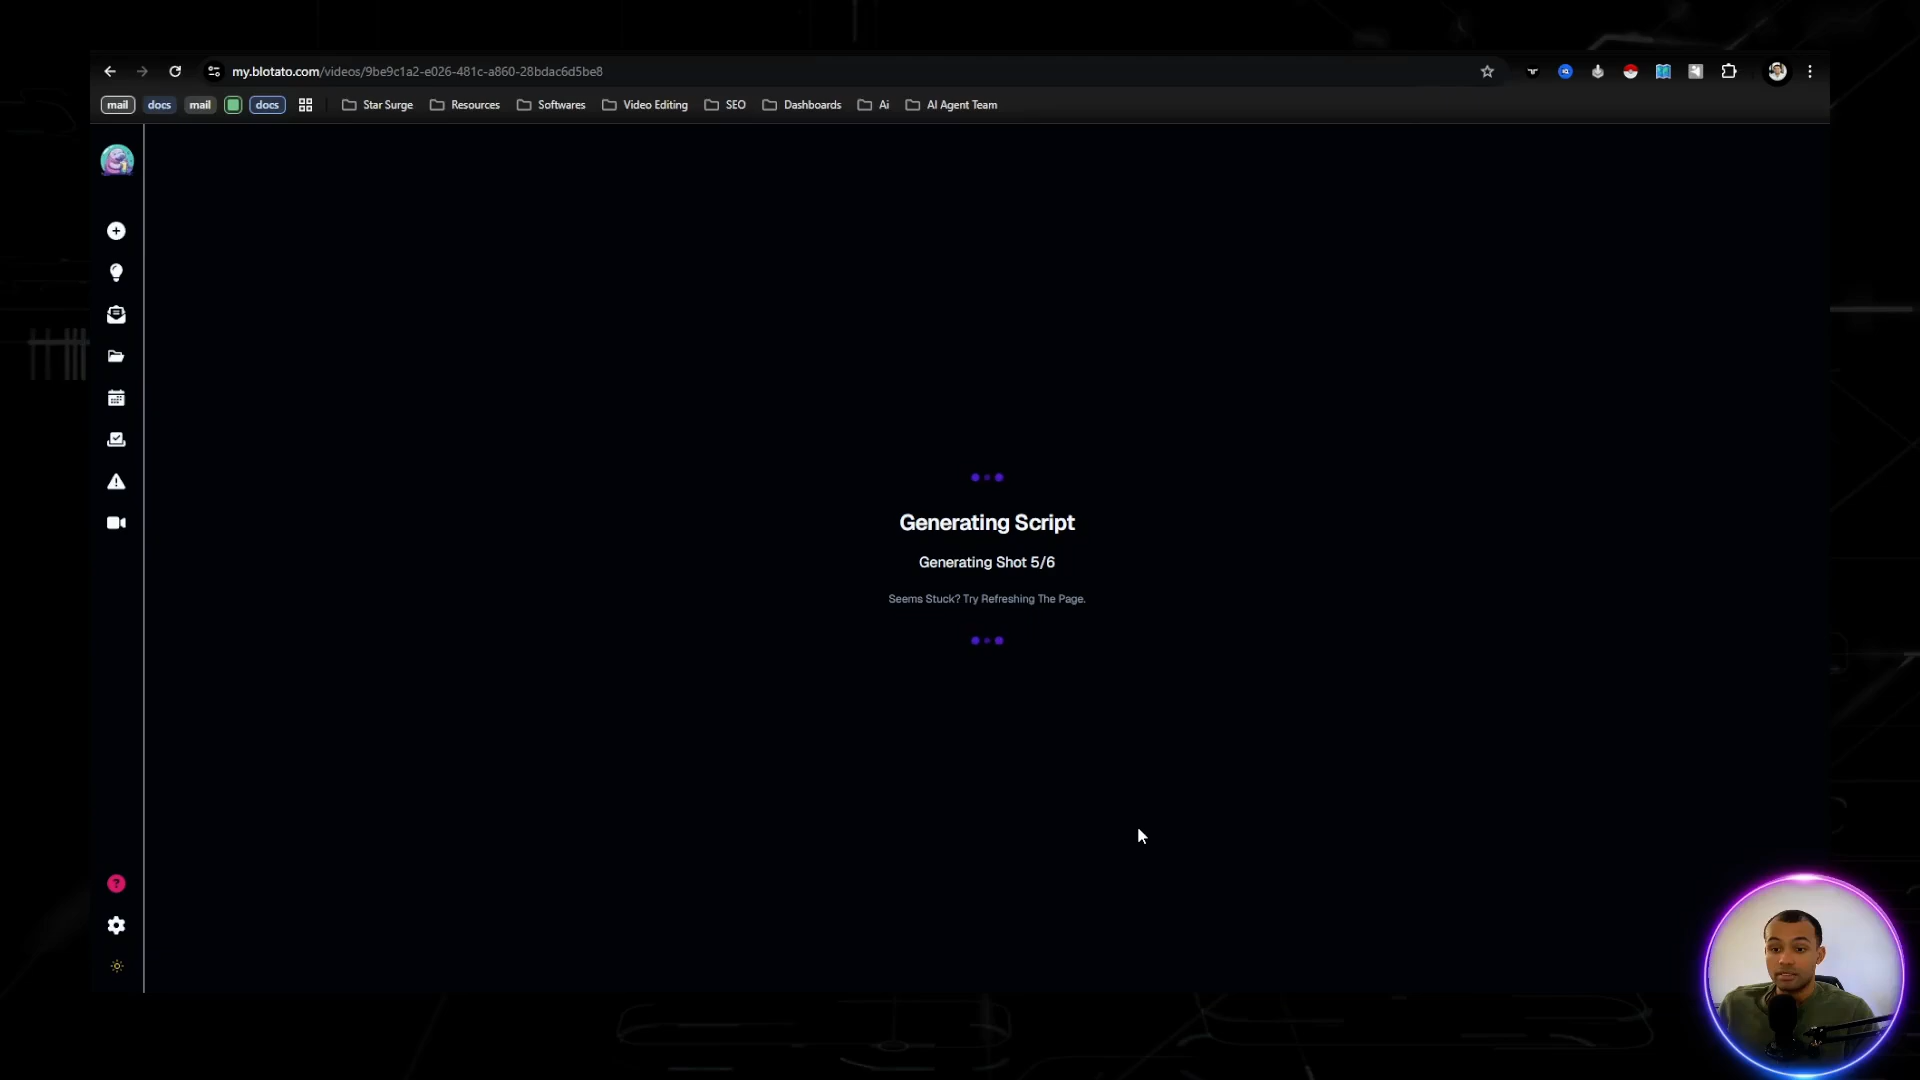 my.blotato.com/videos/9be9c1a2-e026-481c-a860-28bdac6d5be8
mail docs mail docs Star Surge Resources Softwares Video Editing SEO Dashboards Ai AI Agent Team
Generating Script
Generating Shot 5/6
Seems Stuck? Try Refreshing The Page.
?